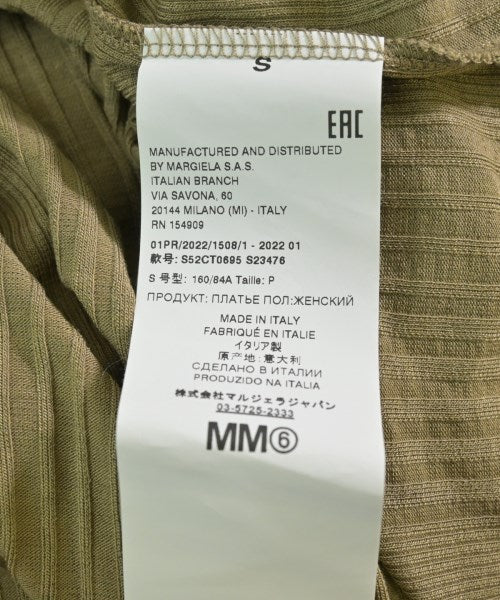 S
EAC
MANUFACTURED AND DISTRIBUTED
BY MARGIELA S.A.S.
ITALIAN BRANCH
VIA SAVONA, 60
20144 MILANO (MI) - ITALY
RN 154909
01PR/2022/1508/1 - 2022 01
款号: S52CT0695 S23476
S 号型: 160/84A Taille: P
ПРОДУКТ: ПЛАТЬЕ ПОЛ:ЖЕНСКИЙ
MADE IN ITALY
FABRIQUÉ EN ITALIE
イタリア製
原产地:意大利
СДЕЛАНО В ИТАЛИИ
PRODUZIDO NA ITALIA
株式会社マルジェラジャパン
03-5725-2333
MM⑥